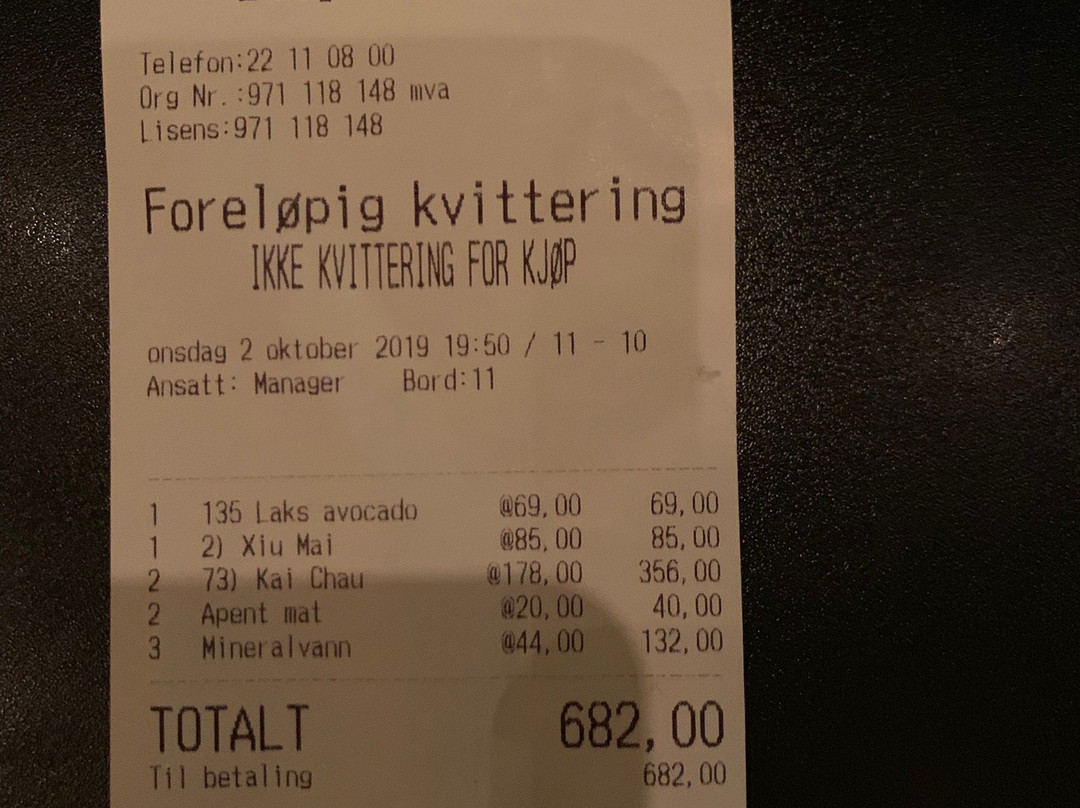 Telefon:22 11 08 00
Org Nr.:971 118 148 mva
Lisens:971 118 148
Foreløpig kvittering
IKKE KVITTERING FOR KJØP
onsdag 2 oktober 2019 19:50 / 11 - 10
Ansatt: Manager Bord:11
1 135 Laks avocado @69,00 69,00
1 2) Xiu Mai @85,00 85,00
2 73) Kai Chau @178,00 356,00
2 Apent mat @20,00 40,00
3 Mineralvann @44,00 132,00
TOTALT 682,00
Til betaling 682,00